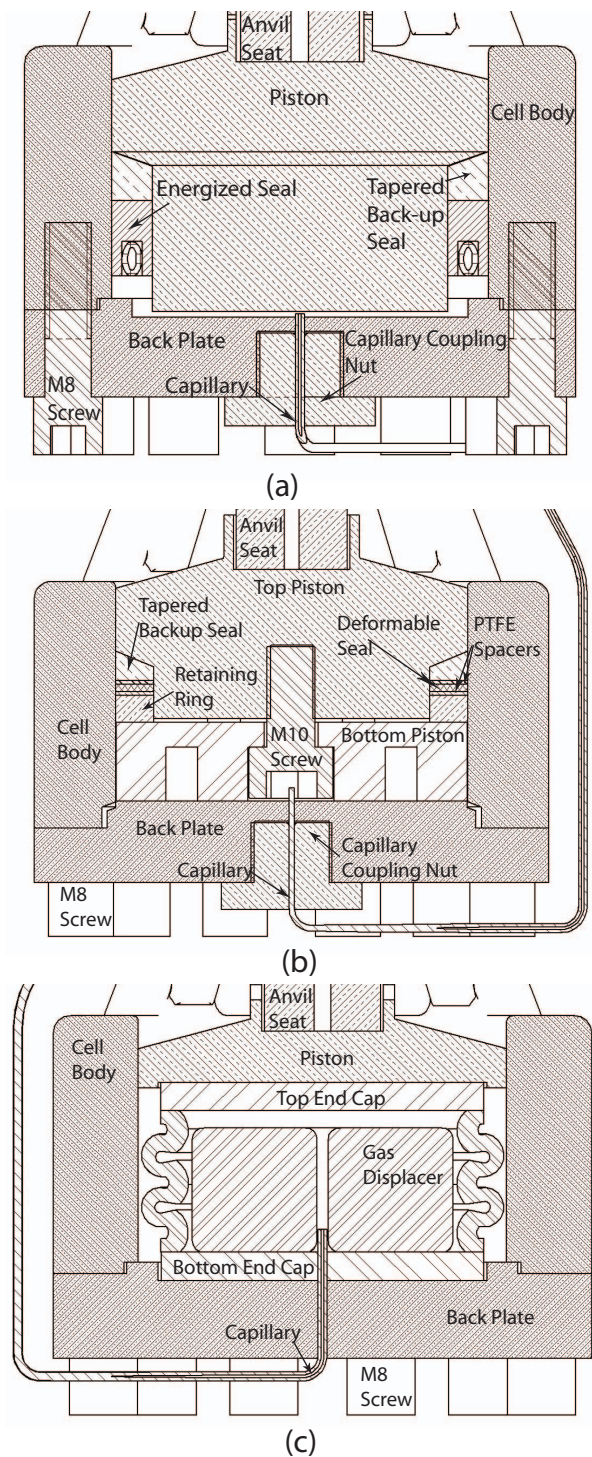 Anvil
Seat
Piston
Cell Body
Energized Seal
Tapered
Back-up
Seal
Back Plate
Capillary Coupling
Nut
Capillary
M8
Screw
(a)
Anvil
Seat
Top Piston
Tapered
Backup Seal
Deformable
Seal
PTFE
Spacers
Retaining
Ring
Cell
Body
M10
Screw
Bottom Piston
Back Plate
Capillary
Coupling Nut
Capillary
M8
Screw
(b)
Anvil
Seat
Cell
Body
Piston
Top End Cap
Gas
Displacer
Bottom End Cap
Back Plate
Capillary
M8
Screw
(c)